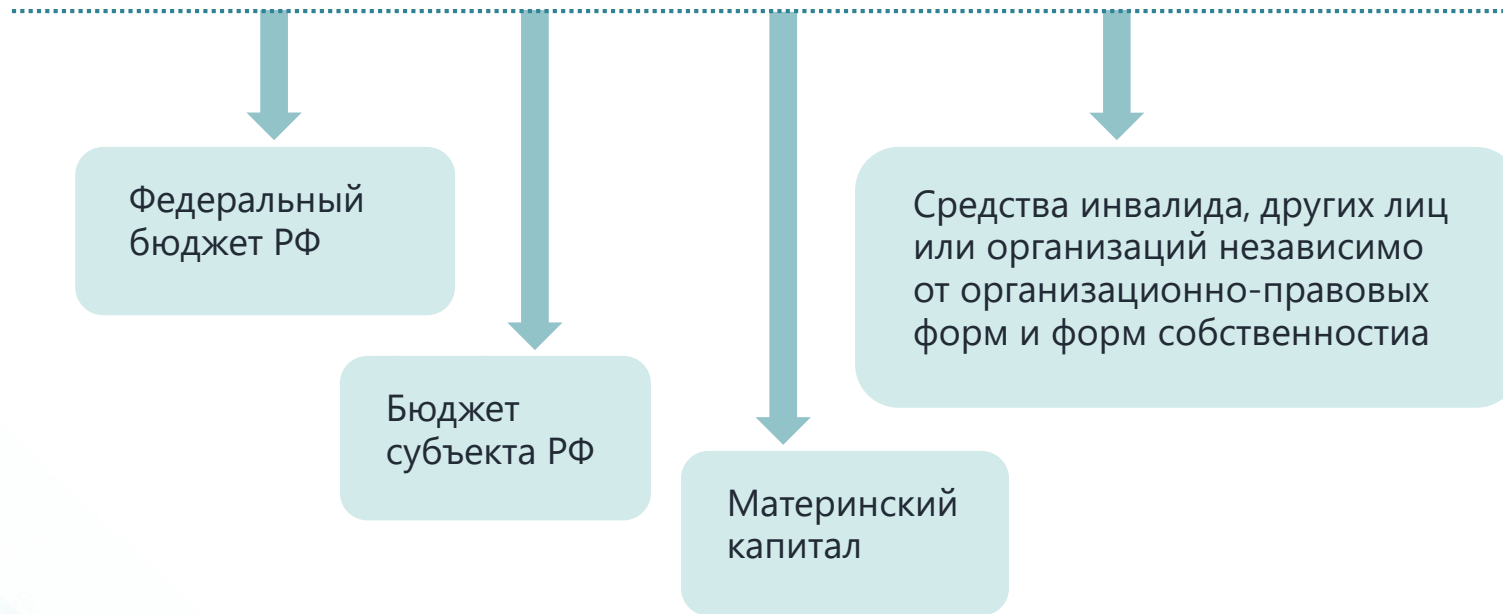 Федеральный
бюджет РФ
Бюджет
субъекта РФ
Материнский
капитал
Средства инвалида, других лиц
или организаций независимо
от организационно-правовых
форм и форм собственностиа